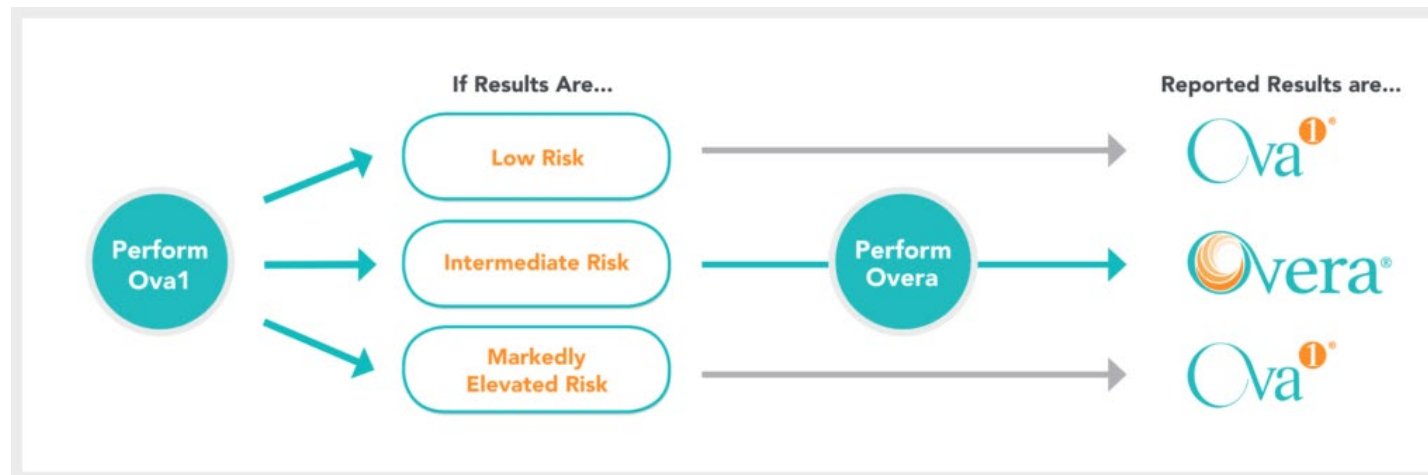 If Results Are...
Reported Results are...
Low Risk
Ova1®
Perform
Ova1
Intermediate Risk
Perform
Overa
Overa®
Markedly
Elevated Risk
Ova1®